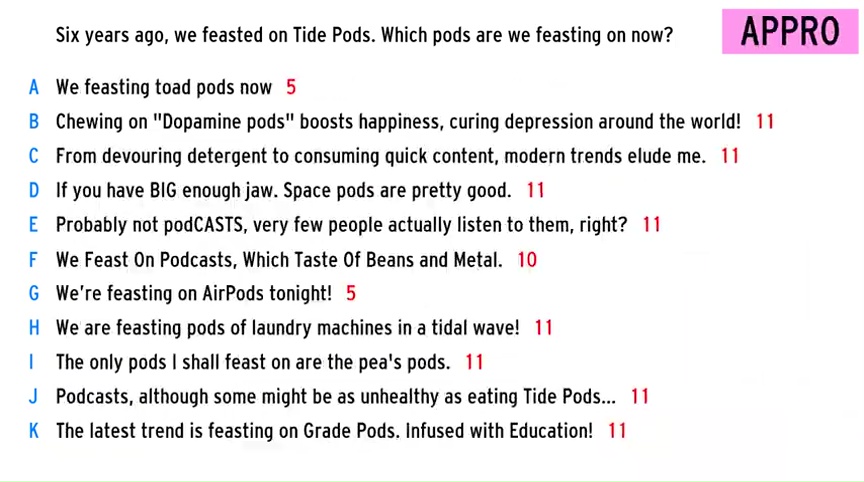 Six years ago, we feasted on Tide Pods. Which pods are we feasting on now?
APPRO
A We feasting toad pods now 5
B Chewing on "Dopamine pods" boosts happiness, curing depression around the world! 11
C From devouring detergent to consuming quick content, modern trends elude me. 11
D If you have BIG enough jaw. Space pods are pretty good. 11
E Probably not podCASTS, very few people actually listen to them, right? 11
F We Feast On Podcasts, Which Taste Of Beans and Metal. 10
G We're feasting on AirPods tonight! 5
H We are feasting pods of laundry machines in a tidal wave! 11
I The only pods I shall feast on are the pea's pods. 11
J Podcasts, although some might be as unhealthy as eating Tide Pods... 11
K The latest trend is feasting on Grade Pods. Infused with Education! 11